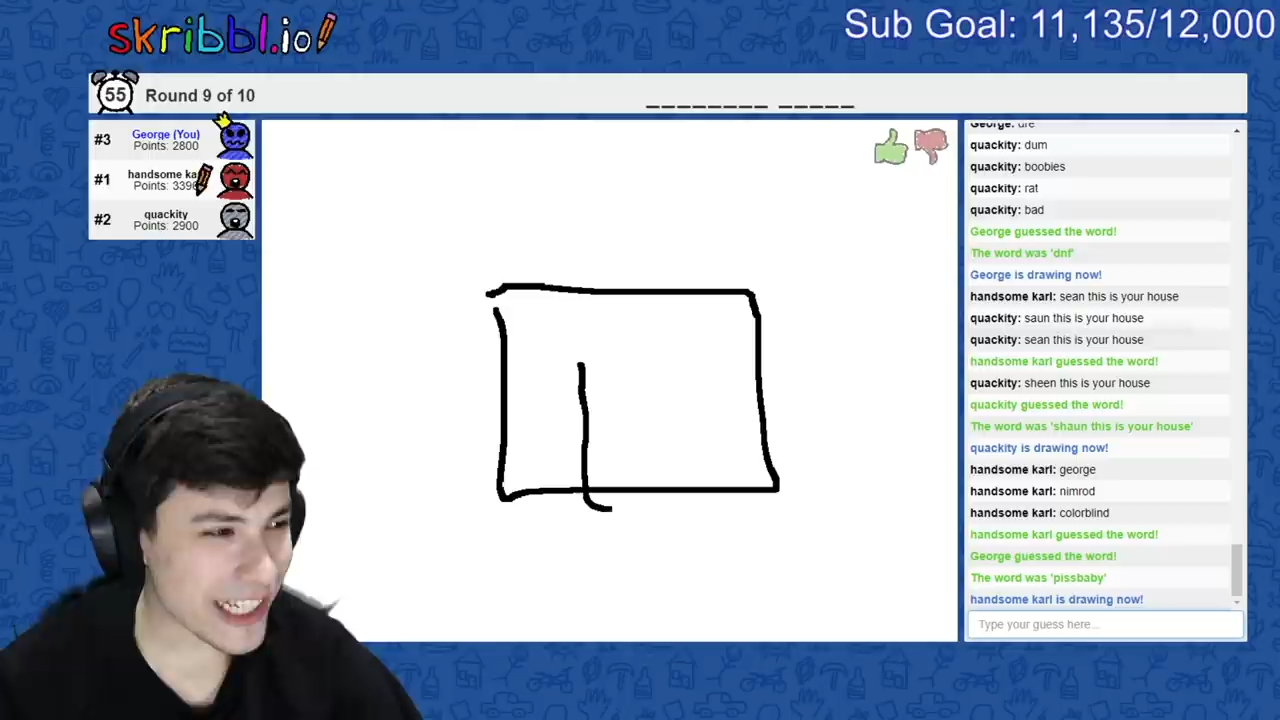 skribbl.io
Sub Goal: 11,135/12,000
55
Round 9 of 10
________ _____
#3
George (You)
Points: 2800
#1
handsome ka
Points: 3396
#2
quackity
Points: 2900
George: dre
quackity: dum
quackity: boobies
quackity: rat
quackity: bad
George guessed the word!
The word was 'dnf'
George is drawing now!
handsome karl: sean this is your house
quackity: saun this is your house
quackity: sean this is your house
handsome karl guessed the word!
quackity: sheen this is your house
quackity guessed the word!
The word was 'shaun this is your house'
quackity is drawing now!
handsome karl: george
handsome karl: nimrod
handsome karl: colorblind
handsome karl guessed the word!
George guessed the word!
The word was 'pissbaby'
handsome karl is drawing now!
Type your guess here...